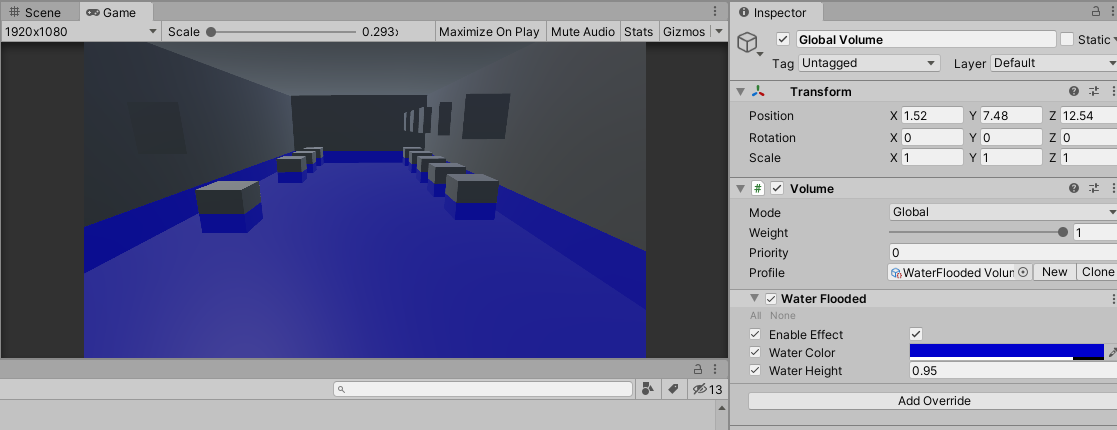 Scene Game
1920x1080 Scale 0.293x Maximize On Play Mute Audio Stats Gizmos
13
Inspector
Global Volume Static
Tag Untagged Layer Default
Transform
Position X 1.52 Y 7.48 Z 12.54
Rotation X 0 Y 0 Z 0
Scale X 1 Y 1 Z 1
# Volume
Mode Global
Weight 1
Priority 0
Profile WaterFlooded Volun New Clone
Water Flooded
All None
Enable Effect
Water Color
Water Height 0.95
Add Override